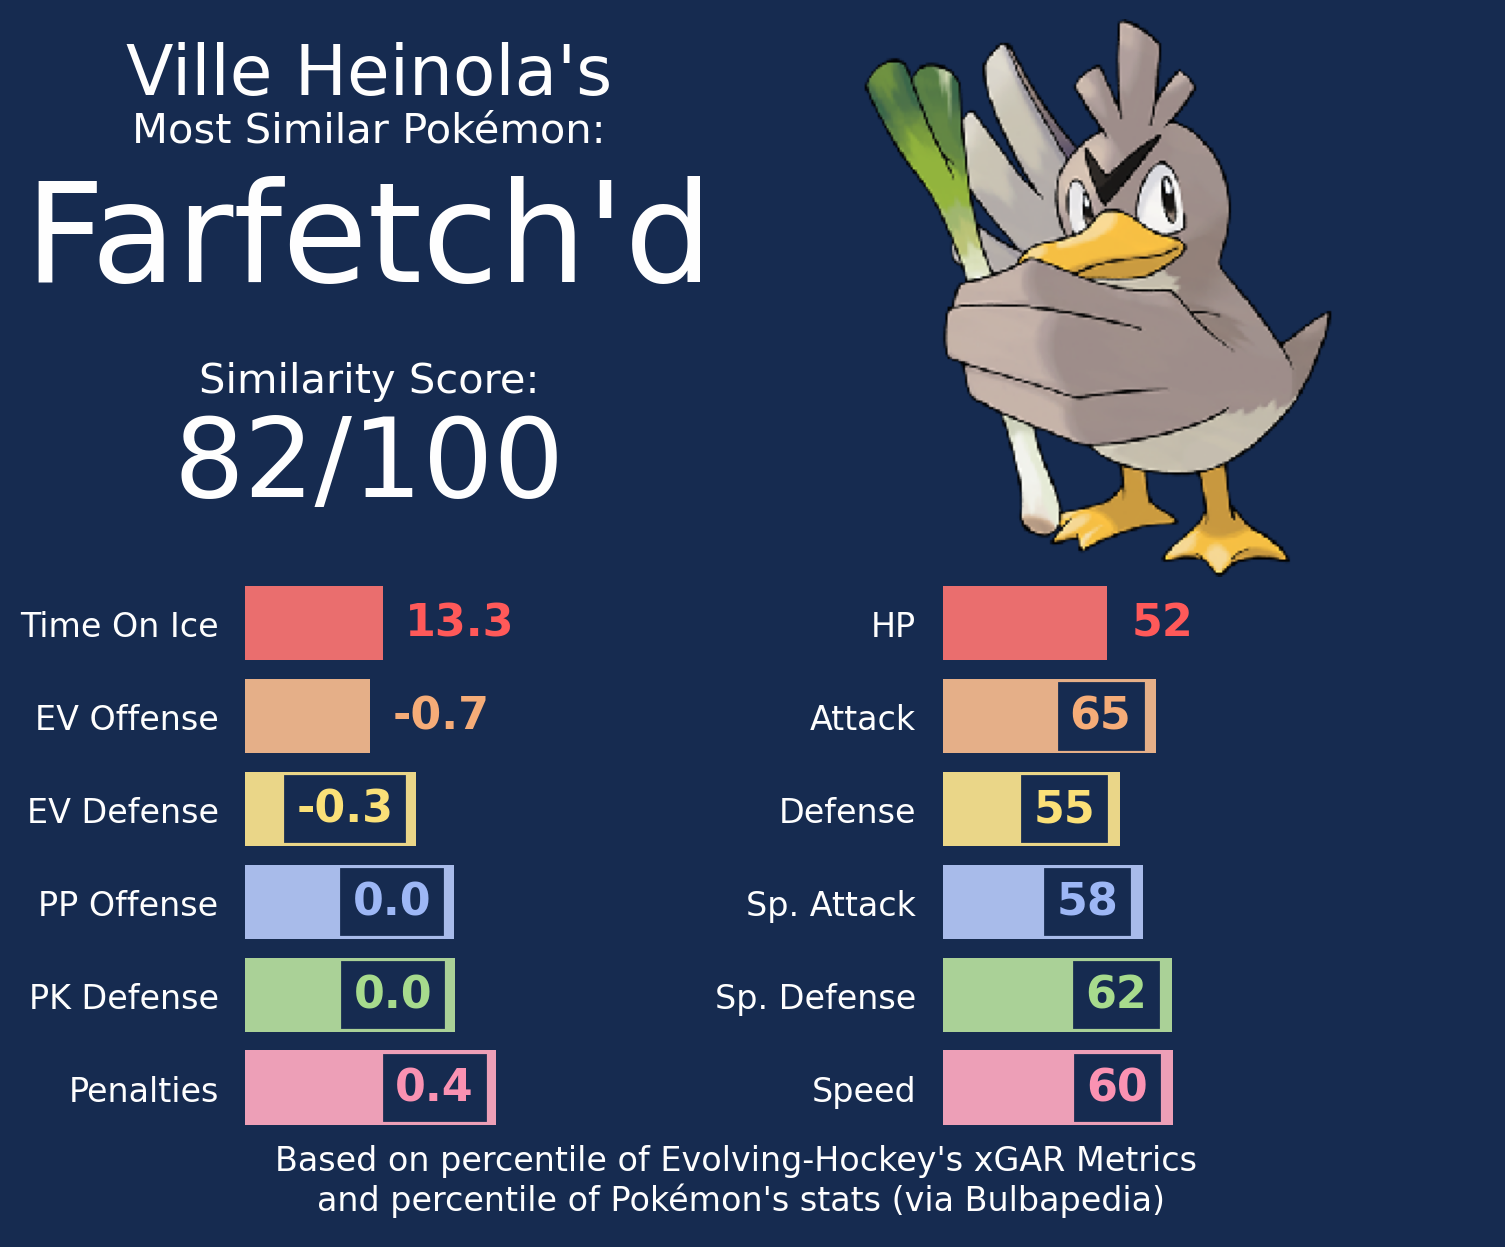 Ville Heinola's
Most Similar Pokémon:
Farfetch'd
Similarity Score:
82/100
Time On Ice 13.3
EV Offense -0.7
EV Defense -0.3
PP Offense 0.0
PK Defense 0.0
Penalties 0.4
HP 52
Attack 65
Defense 55
Sp. Attack 58
Sp. Defense 62
Speed 60
Based on percentile of Evolving-Hockey's xGAR Metrics
and percentile of Pokémon's stats (via Bulbapedia)